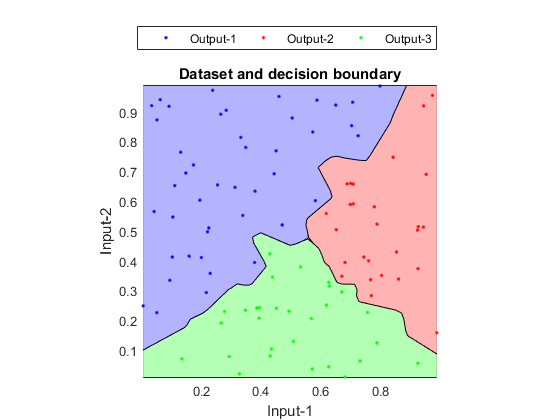 Output-1 Output-2 Output-3
Dataset and decision boundary
0.9
0.8
0.7
0.6
0.5
0.4
0.3
0.2
0.1
Input-2
0.2 0.4 0.6 0.8
Input-1